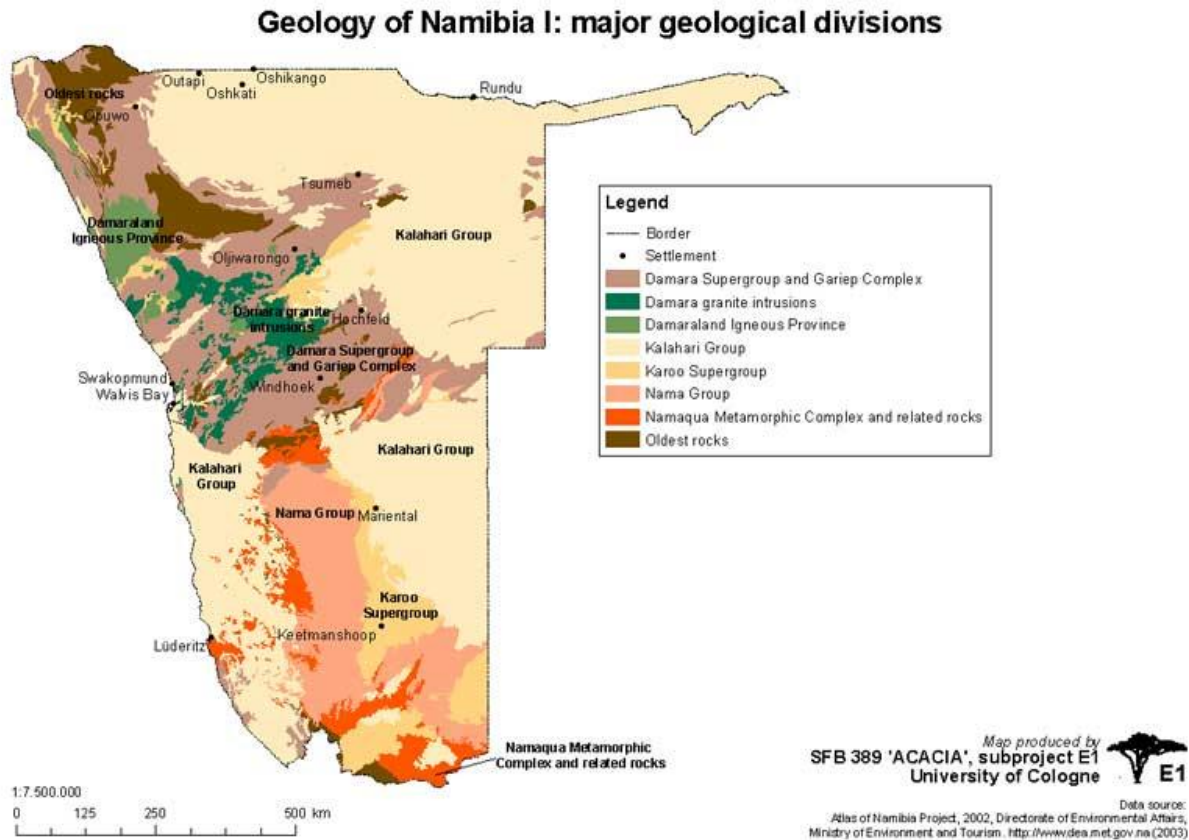 Geology of Namibia I: major geological divisions
Outapi
Oshikango
Oshkati
Rundu
Oldest rocks
Opuwo
Tsumeb
Damaraland
Igneous Province
Kalahari Group
Oljiwarongo
Damara granite
intrusions
Hochfeld
Damara Supergroup
and Gariep Complex
Swakopmund
Walvis Bay
Windhoek
Kalahari Group
Kalahari
Group
Nama Group
Mariental
Karoo
Supergroup
Keetmanshoop
Lüderitz
Namaqua Metamorphic
Complex and related rocks
Legend
Border
Settlement
Damara Supergroup and Gariep Complex
Damara granite intrusions
Damaraland Igneous Province
Kalahari Group
Karoo Supergroup
Nama Group
Namaqua Metamorphic Complex and related rocks
Oldest rocks
1:7.500.000
0 125 250 500 km
Map produced by
SFB 389 'ACACIA', subproject E1
University of Cologne
E1
Data source:
Atlas of Namibia Project, 2002, Directorate of Environmental Affairs,
Ministry of Environment and Tourism. http://www.dea.met.gov.na (2003)